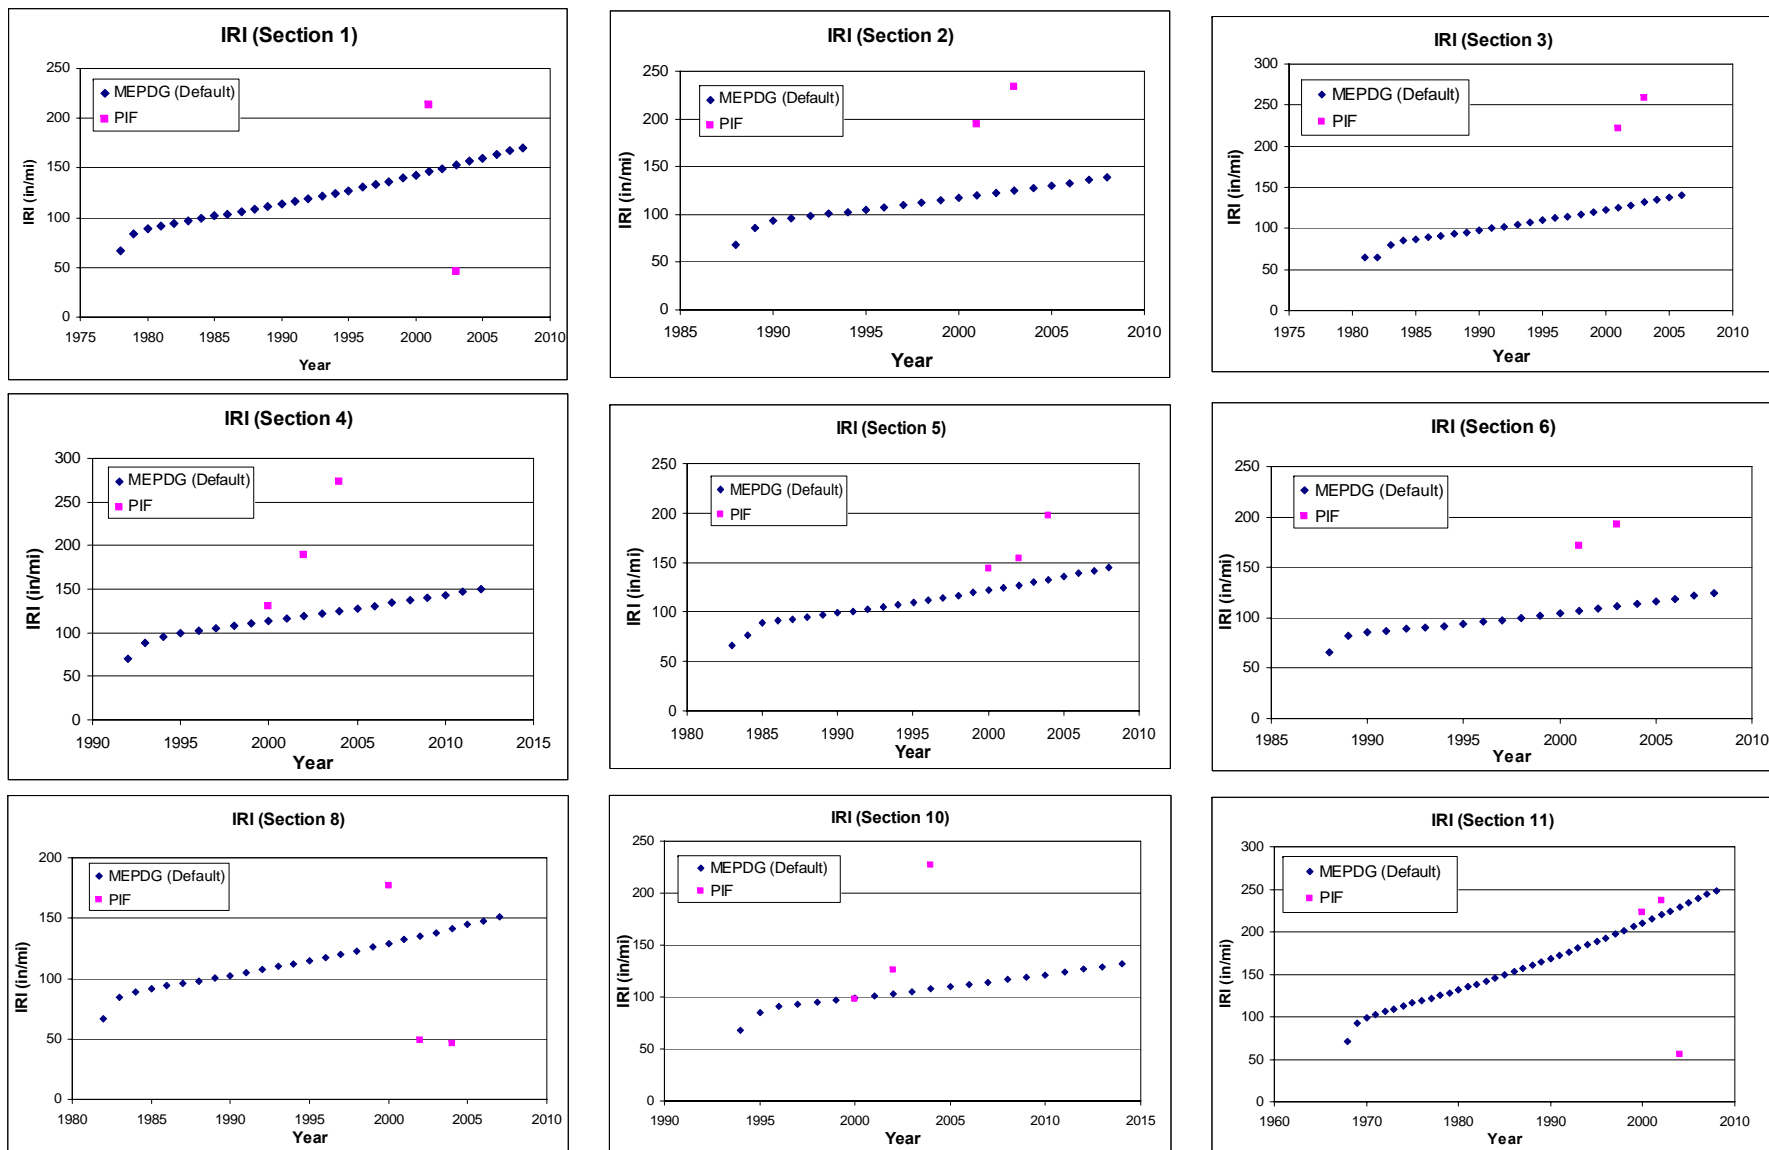 IRI (Section 1)
250
200
150
100
50
0
IRI (in/mi)
MEPDG (Default)
PIF
1975 1980 1985 1990 1995 2000 2005 2010
Year
IRI (Section 2)
250
200
150
100
50
0
IRI (in/mi)
MEPDG (Default)
PIF
1985 1990 1995 2000 2005 2010
Year
IRI (Section 3)
300
250
200
150
100
50
0
IRI (in/mi)
MEPDG (Default)
PIF
1975 1980 1985 1990 1995 2000 2005 2010
Year
IRI (Section 4)
300
250
200
150
100
50
0
IRI (in/mi)
MEPDG (Default)
PIF
1990 1995 2000 2005 2010 2015
Year
IRI (Section 5)
250
200
150
100
50
0
IRI (in/mi)
MEPDG (Default)
PIF
1980 1985 1990 1995 2000 2005 2010
Year
IRI (Section 6)
250
200
150
100
50
0
IRI (in/mi)
MEPDG (Default)
PIF
1985 1990 1995 2000 2005 2010
Year
IRI (Section 8)
200
150
100
50
0
IRI (in/mi)
MEPDG (Default)
PIF
1980 1985 1990 1995 2000 2005 2010
Year
IRI (Section 10)
250
200
150
100
50
0
IRI (in/mi)
MEPDG (Default)
PIF
1990 1995 2000 2005 2010 2015
Year
IRI (Section 11)
300
250
200
150
100
50
0
IRI (in/mi)
MEPDG (Default)
PIF
1960 1970 1980 1990 2000 2010
Year